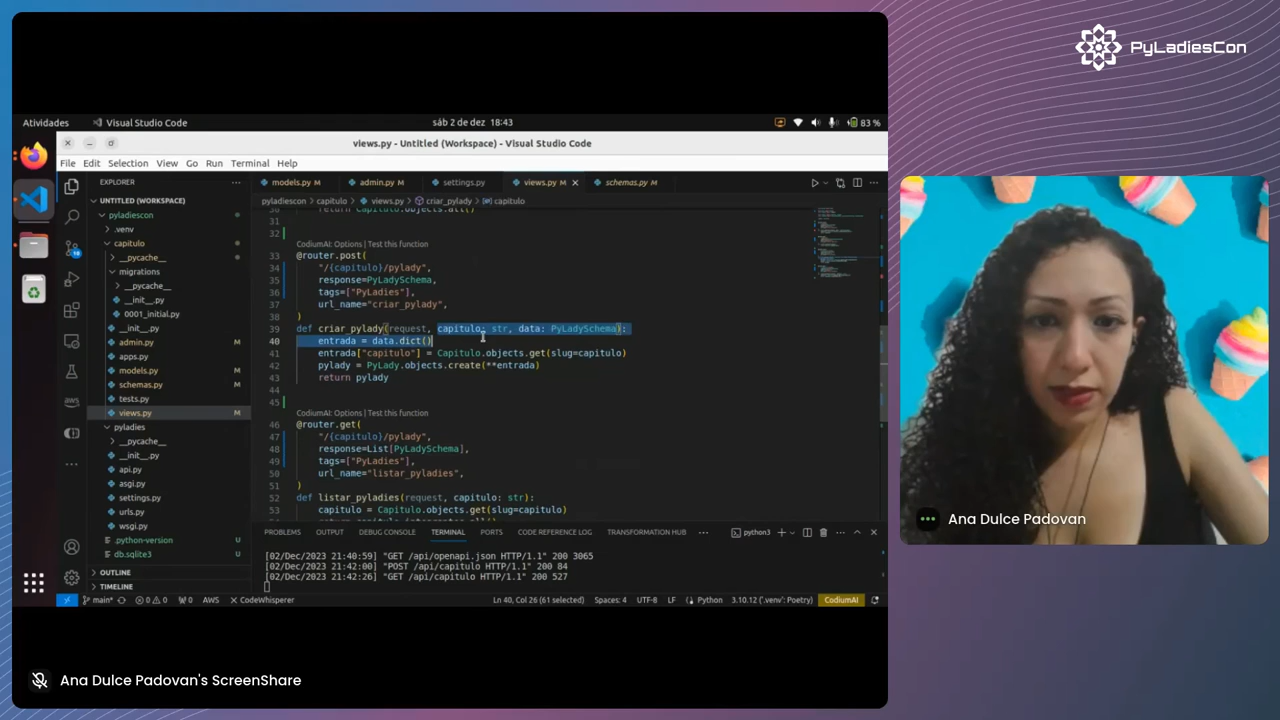 PyLadiesCon
Atividades
Visual Studio Code
sáb 2 de dez 18:43
83 %
views.py - Untitled (Workspace) - Visual Studio Code
File Edit Selection View Go Run Terminal Help
EXPLORER
models.py M
admin.py M
settings.py
views.py M
schemas.py M
UNTITLED (WORKSPACE)
pyladiescon > capitulo > views.py > criar_pylady > capitulo
pyladiescon
.venv
capitulo
__pycache__
migrations
__pycache__
__init__.py
0001_initial.py
__init__.py
admin.py M
apps.py
models.py M
schemas.py M
tests.py
views.py M
pyladies
__pycache__
__init__.py
api.py
asgi.py
settings.py
urls.py
wsgi.py
.python-version
db.sqlite3
OUTLINE
TIMELINE
30 return Capitulo.objects.all()
31
32
CodiumAI: Options | Test this function
33 @router.post(
34 "/{capitulo}/pylady",
35 response=PyLadySchema,
36 tags=["PyLadies"],
37 url_name="criar_pylady",
38 )
39 def criar_pylady(request, capitulo: str, data: PyLadySchema):
40 entrada = data.dict()
41 entrada["capitulo"] = Capitulo.objects.get(slug=capitulo)
42 pylady = PyLady.objects.create(**entrada)
43 return pylady
44
45
CodiumAI: Options | Test this function
46 @router.get(
47 "/{capitulo}/pylady",
48 response=List[PyLadySchema],
49 tags=["PyLadies"],
50 url_name="listar_pyladies",
51 )
52 def listar_pyladies(request, capitulo: str):
53 capitulo = Capitulo.objects.get(slug=capitulo)
PROBLEMS OUTPUT DEBUG CONSOLE TERMINAL PORTS CODE REFERENCE LOG TRANSFORMATION HUB
python3
[02/Dec/2023 21:40:59] "GET /api/openapi.json HTTP/1.1" 200 3065
[02/Dec/2023 21:42:00] "POST /api/capitulo HTTP/1.1" 200 84
[02/Dec/2023 21:42:26] "GET /api/capitulo HTTP/1.1" 200 527
main* 0 0 0 AWS CodeWhisperer Ln 40, Col 26 (61 selected) Spaces: 4 UTF-8 LF Python 3.10.12 ('.venv': Poetry) CodiumAI
Ana Dulce Padovan
Ana Dulce Padovan's ScreenShare